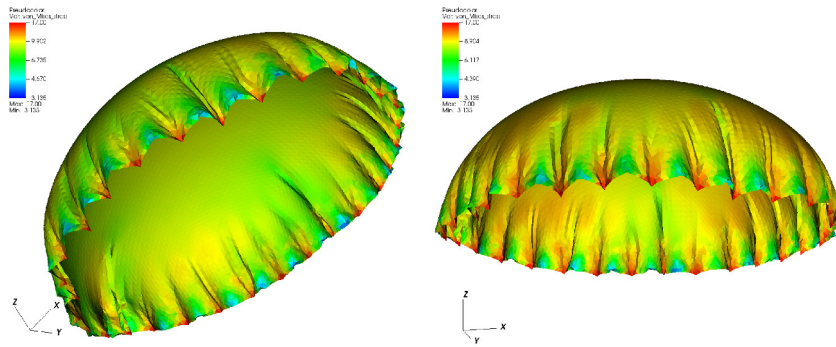 Pseudocolor
Var: von_Mises_stress
17.00
9.902
6.735
4.670
3.135
Max: 17.00
Min: 3.135
Z
X
Y
Pseudocolor
Var: von_Mises_stress
17.00
8.904
6.117
4.390
3.135
Max: 17.00
Min: 3.135
Z
X
Y